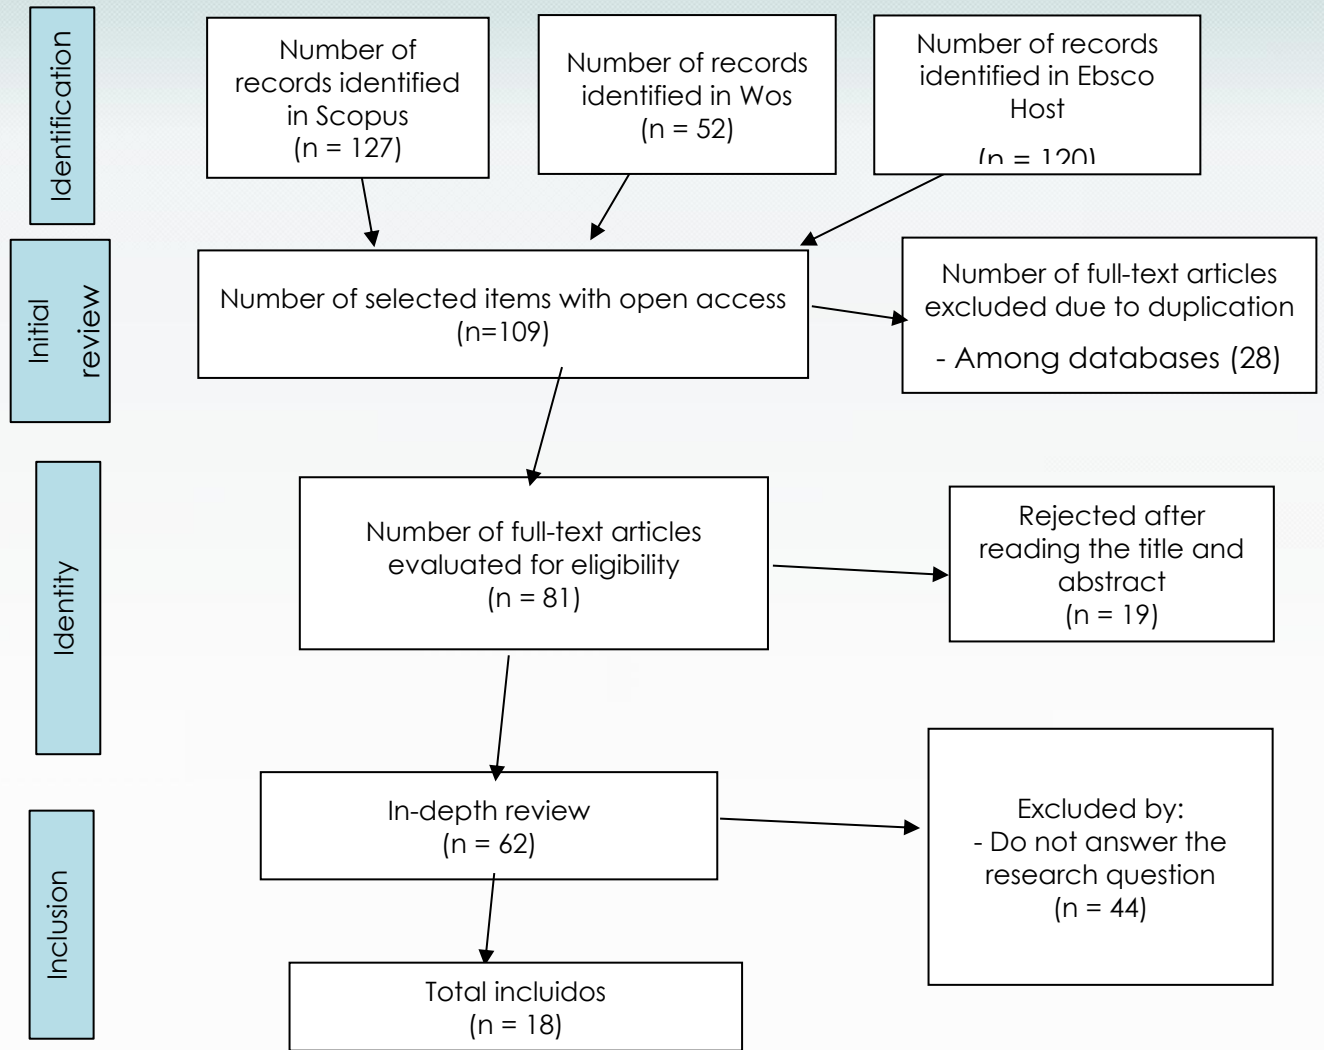 Identification
Number of
records identified
in Scopus
(n = 127)
Number of records
identified in Wos
(n = 52)
Number of records
identified in Ebsco
Host
(n = 120)
Initial
review
Number of selected items with open access
(n=109)
Number of full-text articles
excluded due to duplication
- Among databases (28)
Identity
Number of full-text articles
evaluated for eligibility
(n = 81)
Rejected after
reading the title and
abstract
(n = 19)
Inclusion
In-depth review
(n = 62)
Excluded by:
- Do not answer the
research question
(n = 44)
Total incluidos
(n = 18)